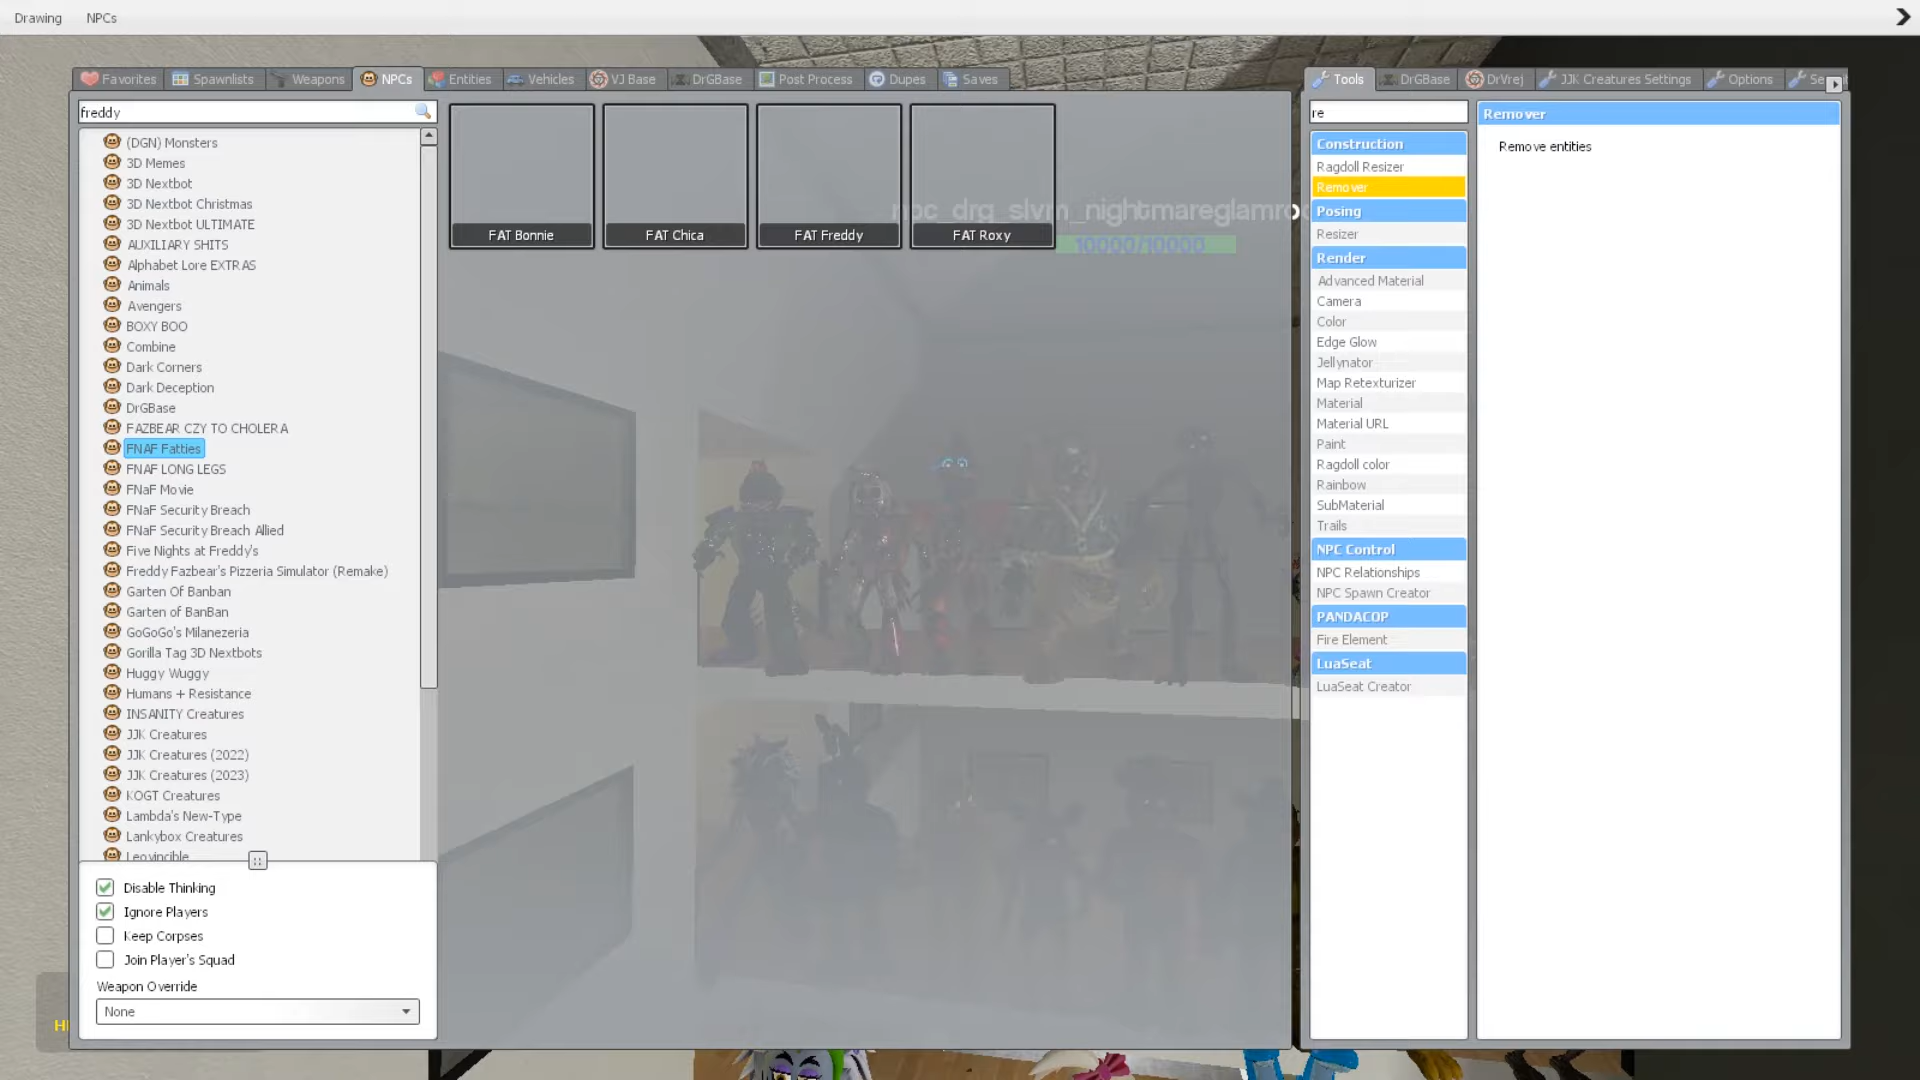 Drawing NPCs
Favorites Spawnlists Weapons NPCs Entities Vehicles VJ Base DrGBase Post Process Dupes Saves
Tools DrGBase DrVrej JJK Creatures Settings Options Se
freddy
(DGN) Monsters
3D Memes
3D Nextbot
3D Nextbot Christmas
3D Nextbot ULTIMATE
AUXILIARY SHITS
Alphabet Lore EXTRAS
Animals
Avengers
BOXY BOO
Combine
Dark Corners
Dark Deception
DrGBase
FAZBEAR CZY TO CHOLERA
FNAF Fatties
FNAF LONG LEGS
FNaF Movie
FNaF Security Breach
FNaF Security Breach Allied
Five Nights at Freddy's
Freddy Fazbear's Pizzeria Simulator (Remake)
Garten Of Banban
Garten of BanBan
GoGoGo's Milanezeria
Gorilla Tag 3D Nextbots
Huggy Wuggy
Humans + Resistance
INSANITY Creatures
JJK Creatures
JJK Creatures (2022)
JJK Creatures (2023)
KOGT Creatures
Lambda's New-Type
Lankybox Creatures
Leovincible
Disable Thinking
Ignore Players
Keep Corpses
Join Player's Squad
Weapon Override
None
FAT Bonnie
FAT Chica
FAT Freddy
FAT Roxy
npc_drg_slvm_nightmareglamro
10000/10000
re
Construction
Ragdoll Resizer
Remover
Posing
Resizer
Render
Advanced Material
Camera
Color
Edge Glow
Jellynator
Map Retexturizer
Material
Material URL
Paint
Ragdoll color
Rainbow
SubMaterial
Trails
NPC Control
NPC Relationships
NPC Spawn Creator
PANDACOP
Fire Element
LuaSeat
LuaSeat Creator
Remover
Remove entities